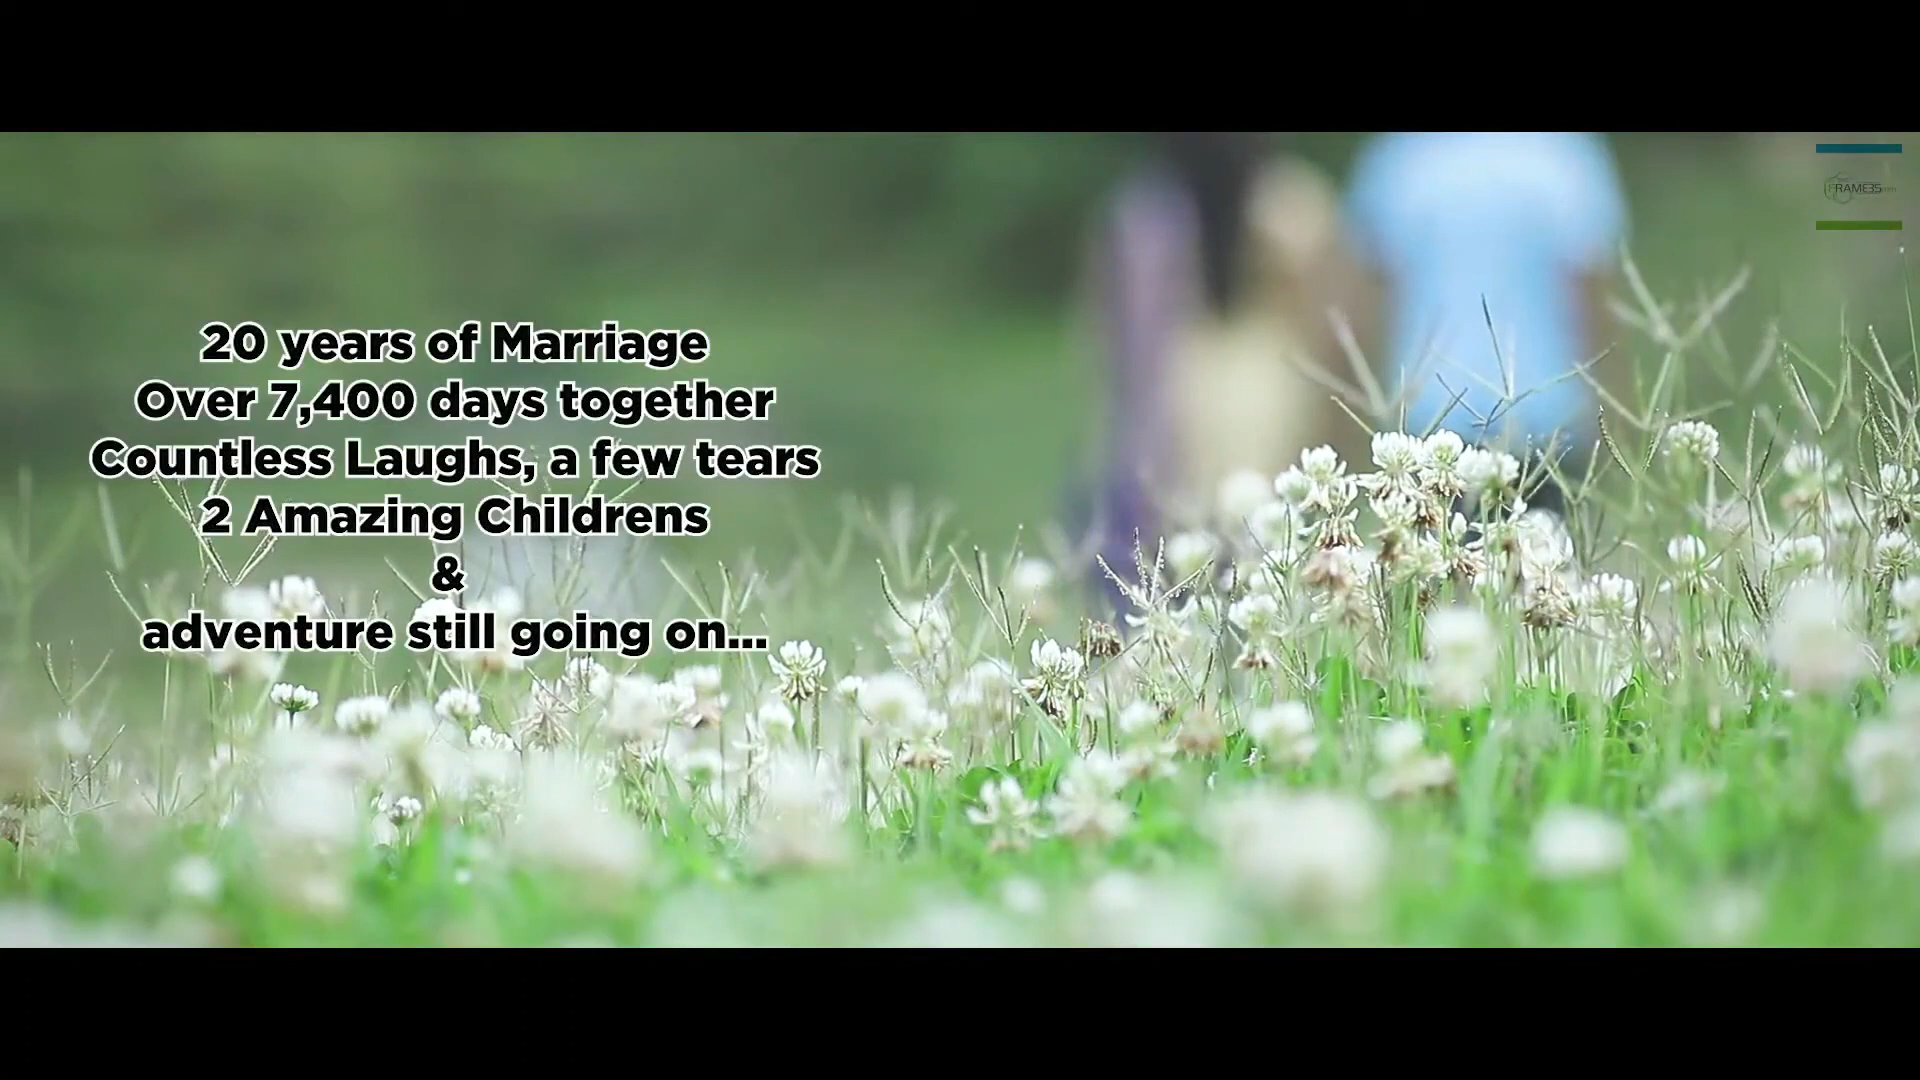 FRAME35mm
20 years of Marriage
Over 7,400 days together
Countless Laughs, a few tears
2 Amazing Childrens
&
adventure still going on...